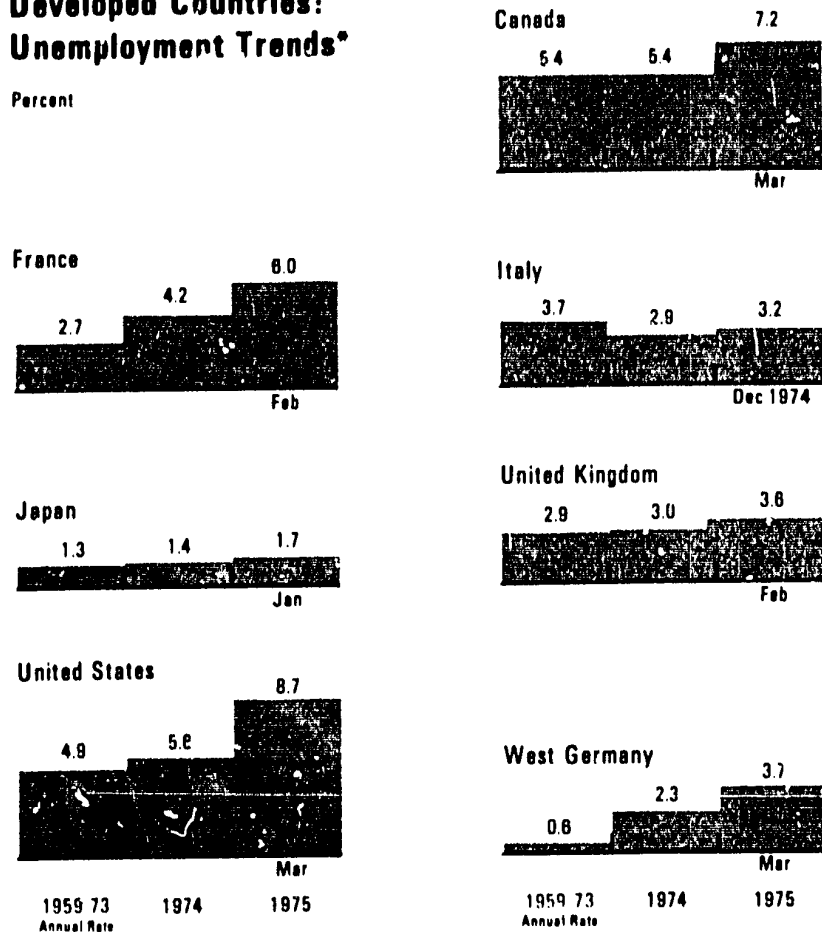 Developed Countries:
Unemployment Trends*
Percent
Canada
5.4 5.4 7.2
Mar
France
2.7 4.2 6.0
Feb
Italy
3.7 2.9 3.2
Dec 1974
Japan
1.3 1.4 1.7
Jan
United Kingdom
2.9 3.0 3.6
Feb
United States
4.9 5.6 8.7
Mar
West Germany
0.6 2.3 3.7
Mar
1959 73 1974 1975
Annual Rate
1959 73 1974 1975
Annual Rate